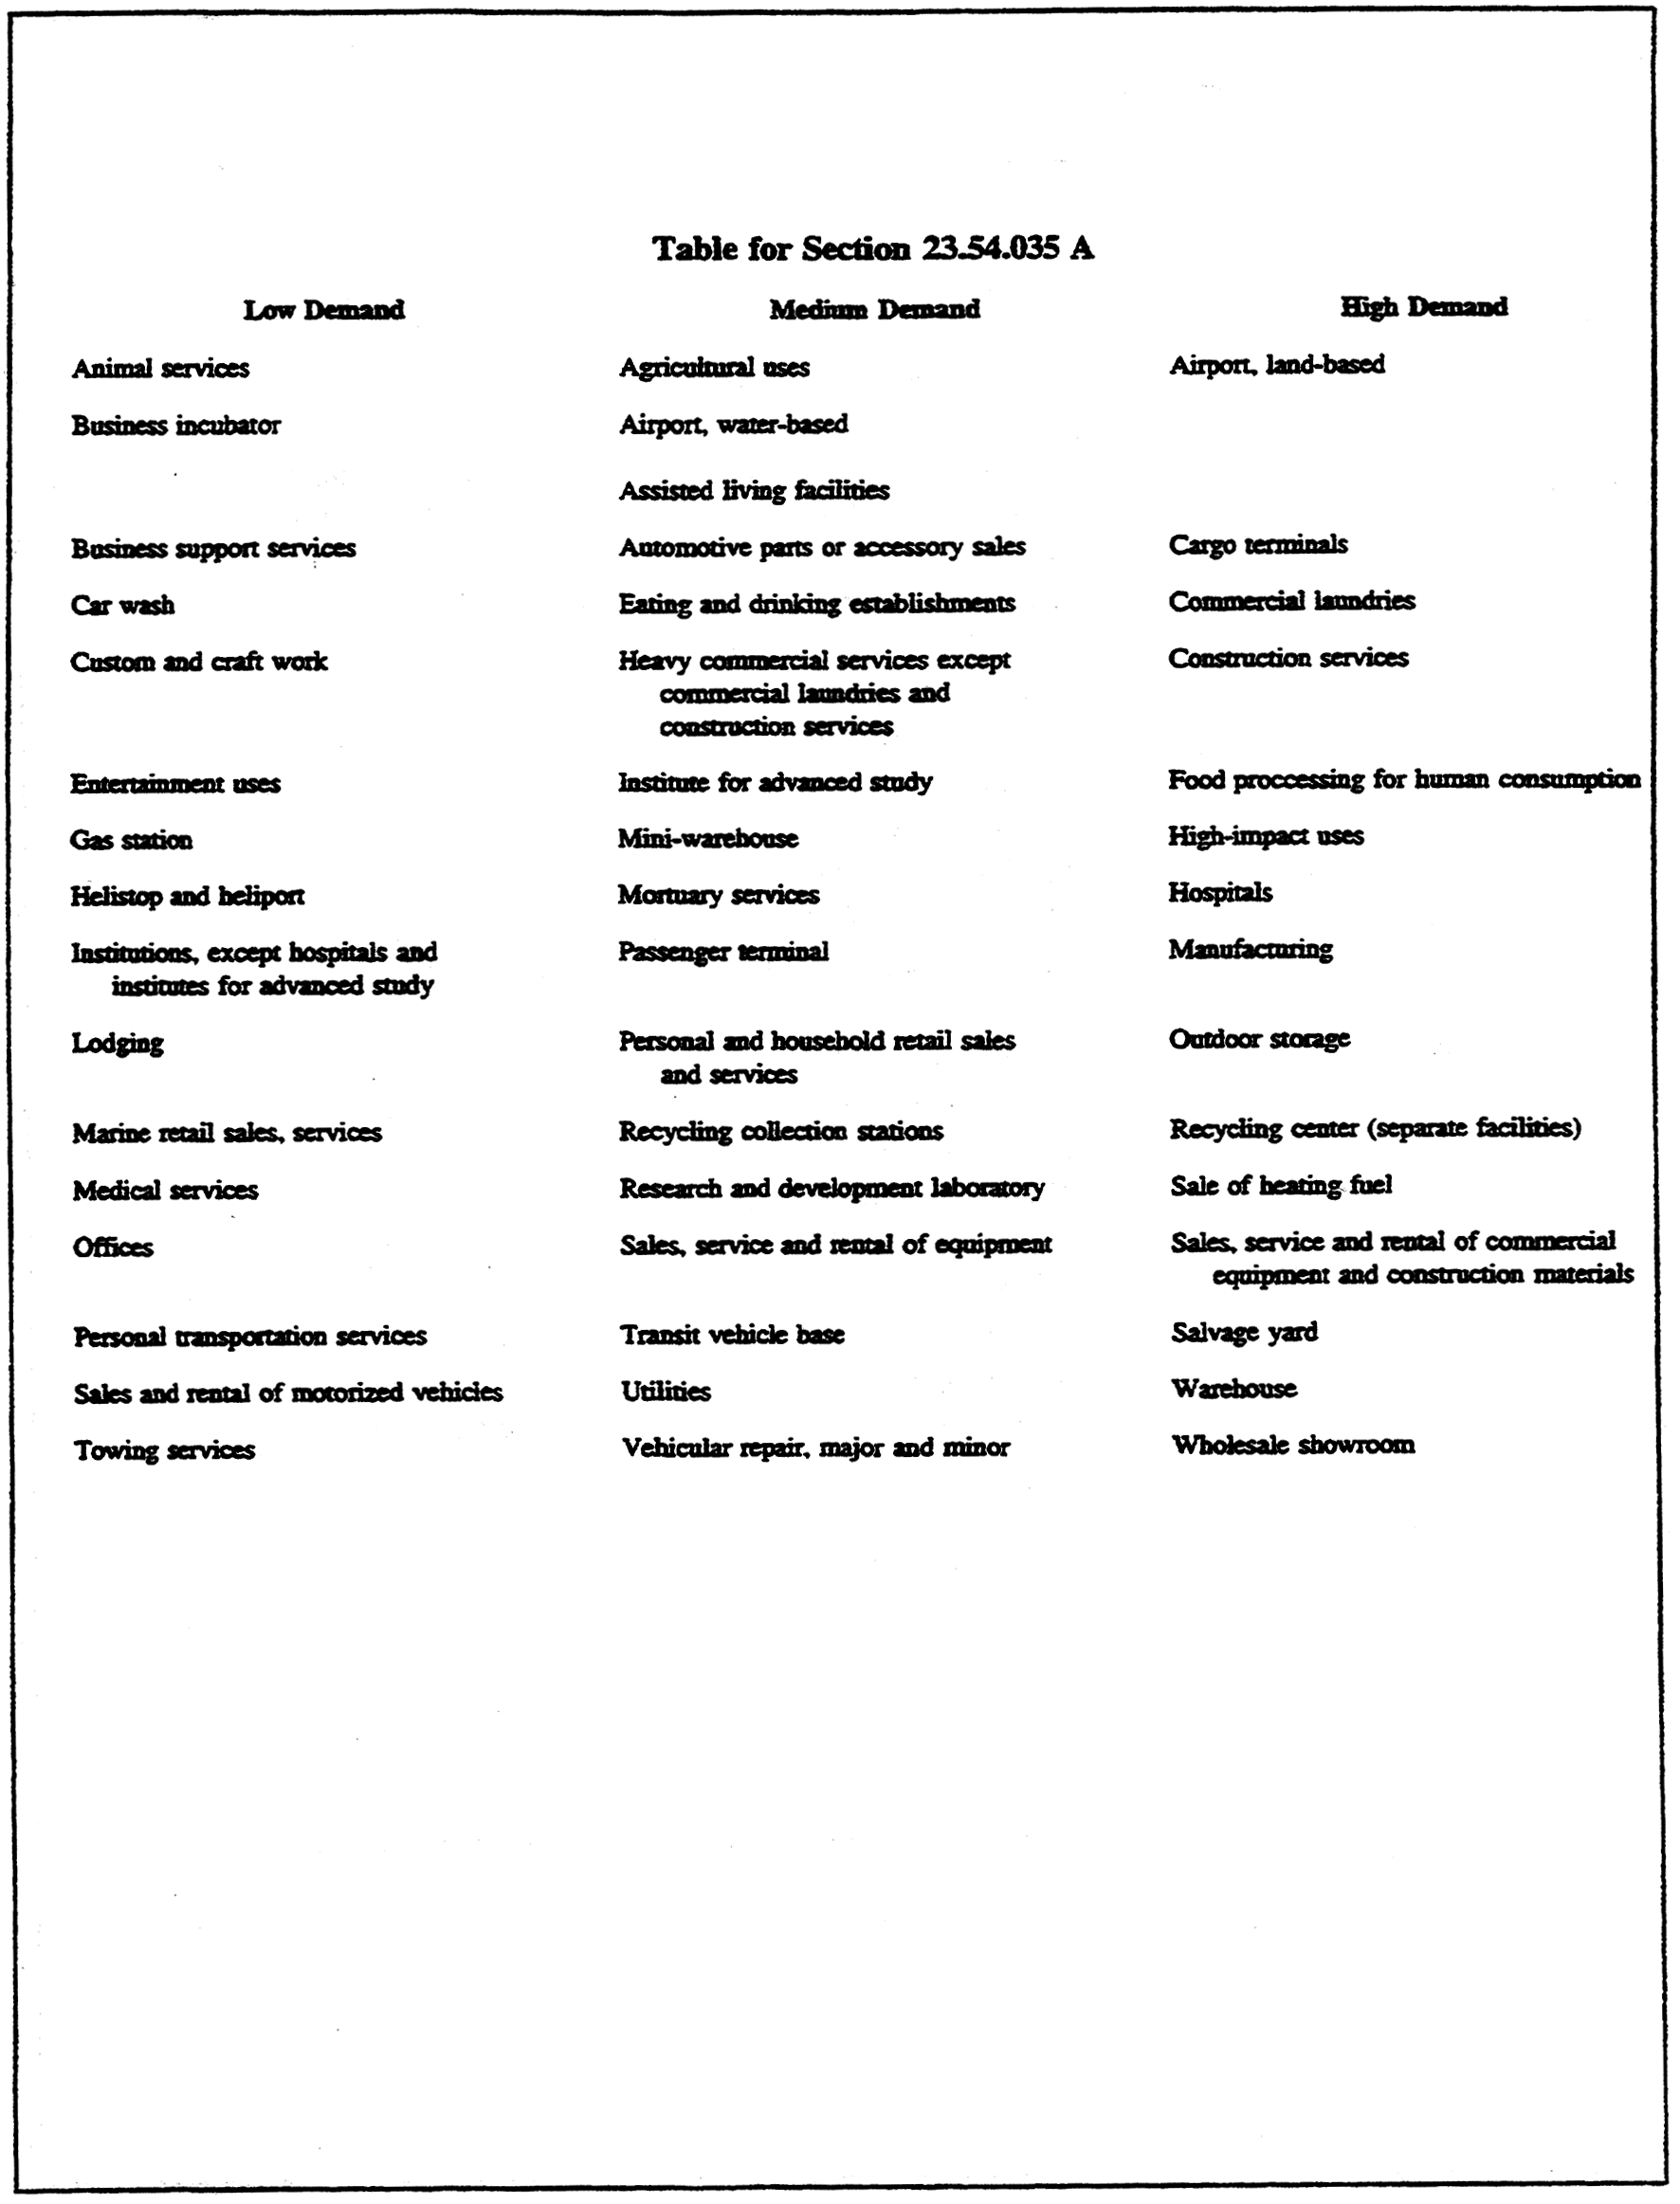 Table for Section 23.54.035 A
Low Demand Medium Demand High Demand
Animal services Agricultural uses Airport, land-based
Business incubator Airport, water-based
Assisted living facilities
Business support services Automotive parts or accessory sales Cargo terminals
Car wash Eating and drinking establishments Commercial laundries
Custom and craft work Heavy commercial services except Construction services
commercial laundries and
construction services
Entertainment uses Institute for advanced study Food proccessing for human consumption
Gas station Mini-warehouse High-impact uses
Helistop and heliport Mortuary services Hospitals
Institutions, except hospitals and Passenger terminal Manufacturing
institutes for advanced study
Lodging Personal and household retail sales Outdoor storage
and services
Marine retail sales, services Recycling collection stations Recycling center (separate facilities)
Medical services Research and development laboratory Sale of heating fuel
Offices Sales, service and rental of equipment Sales, service and rental of commercial
equipment and construction materials
Personal transportation services Transit vehicle base Salvage yard
Sales and rental of motorized vehicles Utilities Warehouse
Towing services Vehicular repair, major and minor Wholesale showroom